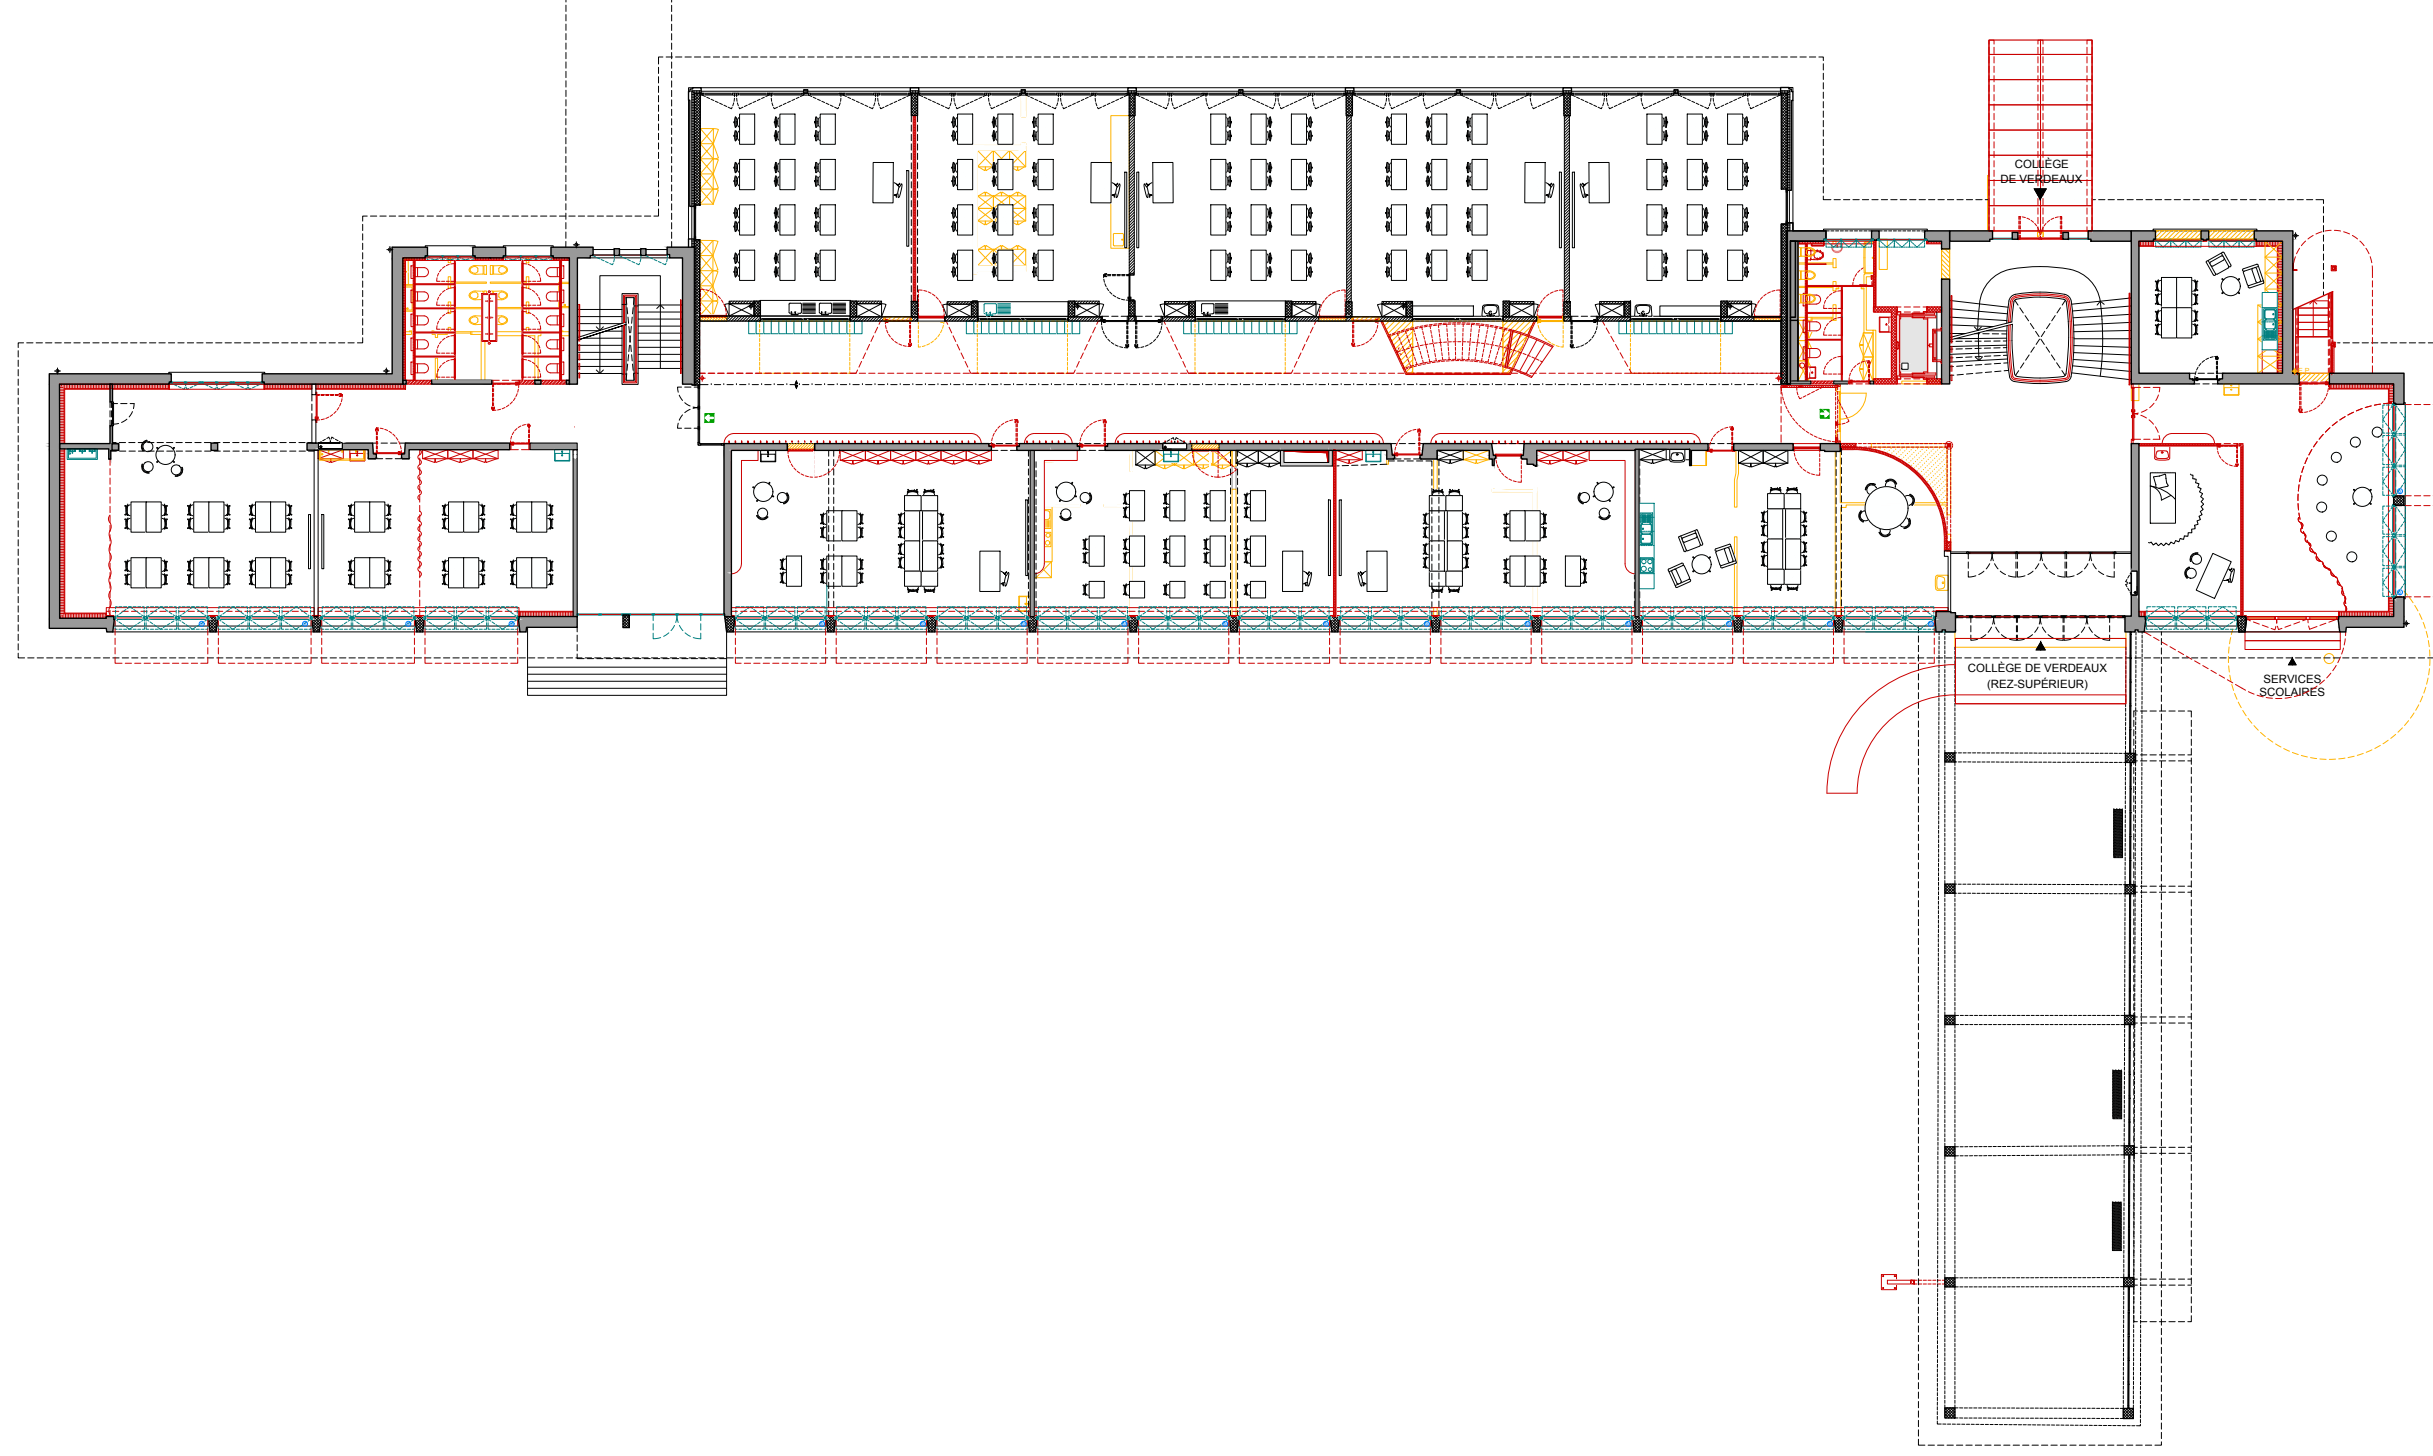 COLLÈGE
DE VERDEAUX
COLLÈGE DE VERDEAUX
(REZ-SUPÉRIEUR)
SERVICES
SCOLAIRES